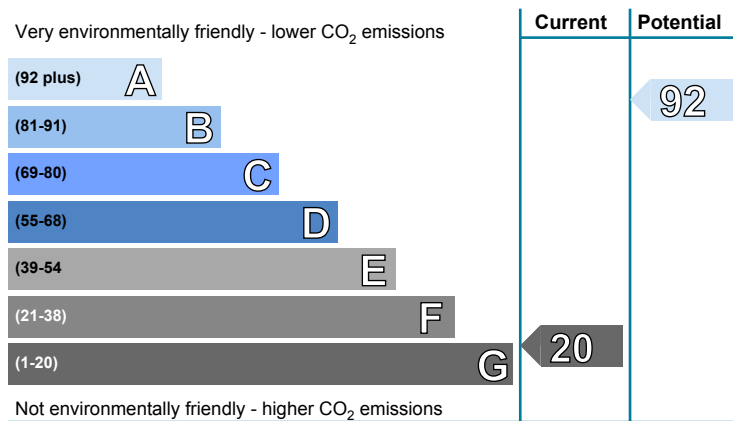 Very environmentally friendly - lower CO2 emissions
Current Potential
(92 plus) A
92
(81-91) B
(69-80) C
(55-68) D
(39-54 E
(21-38) F
20
(1-20) G
Not environmentally friendly - higher CO2 emissions